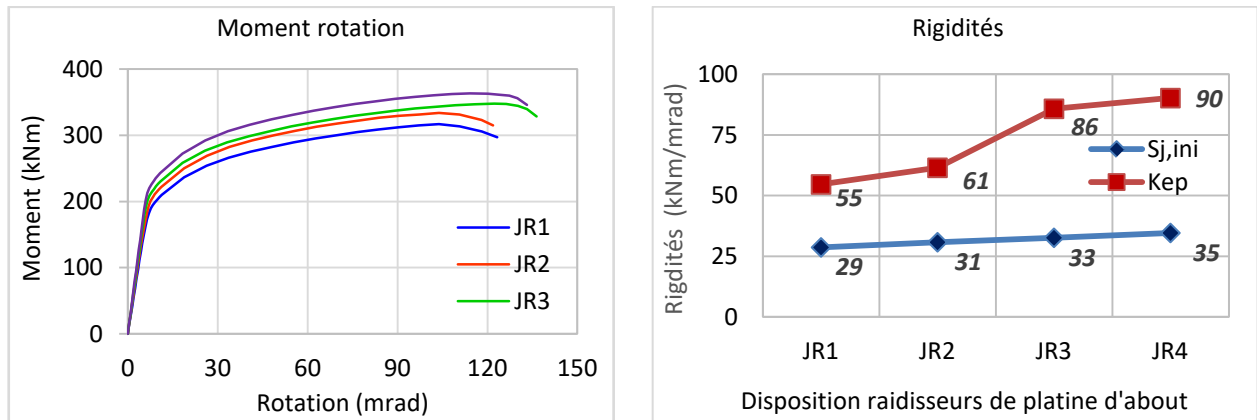 Moment rotation
Moment (kNm)
400
300
200
100
0
JR1
JR2
JR3
0 30 60 90 120 150
Rotation (mrad)
Rigidités
Rigdités (kNm/mrad)
100
75
50
25
0
90
86
61
55
Sj,ini
Kep
29
31
33
35
JR1 JR2 JR3 JR4
Disposition raidisseurs de platine d'about